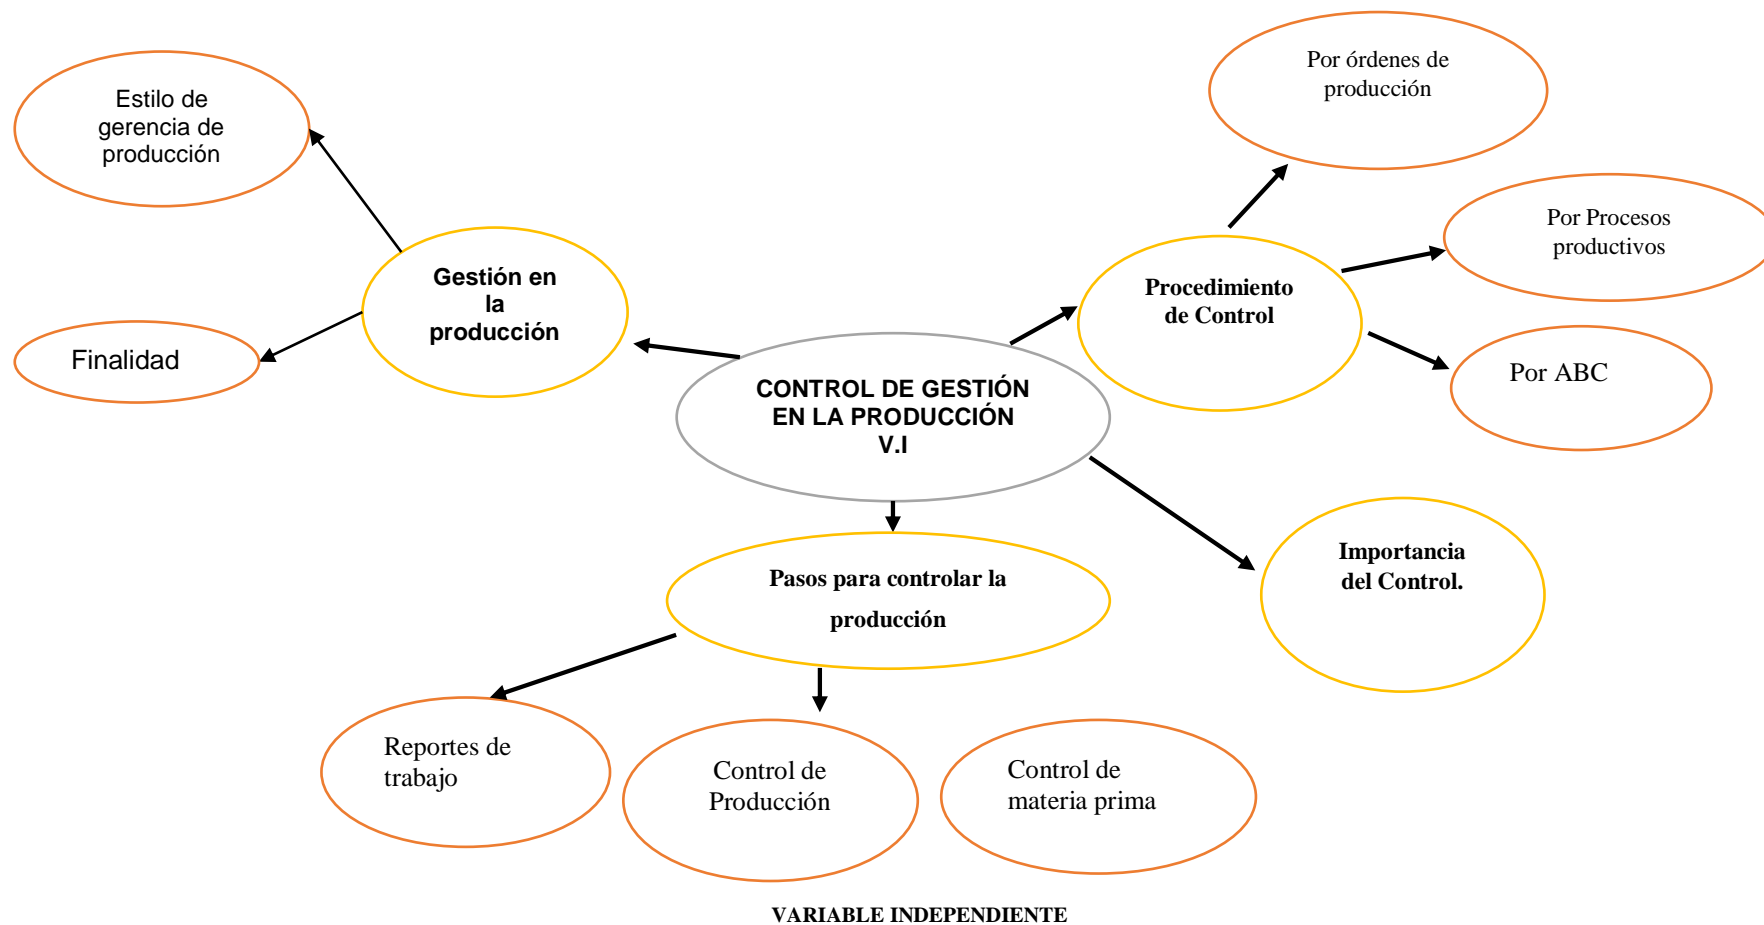 Por órdenes de
producción
Estilo de
gerencia de
producción
Por Procesos
productivos
Gestión en
la
producción
Procedimiento
de Control
Finalidad
Por ABC
CONTROL DE GESTIÓN
EN LA PRODUCCIÓN
V.I
Importancia
del Control.
Pasos para controlar la
producción
Reportes de
trabajo
Control de
Producción
Control de
materia prima
VARIABLE INDEPENDIENTE